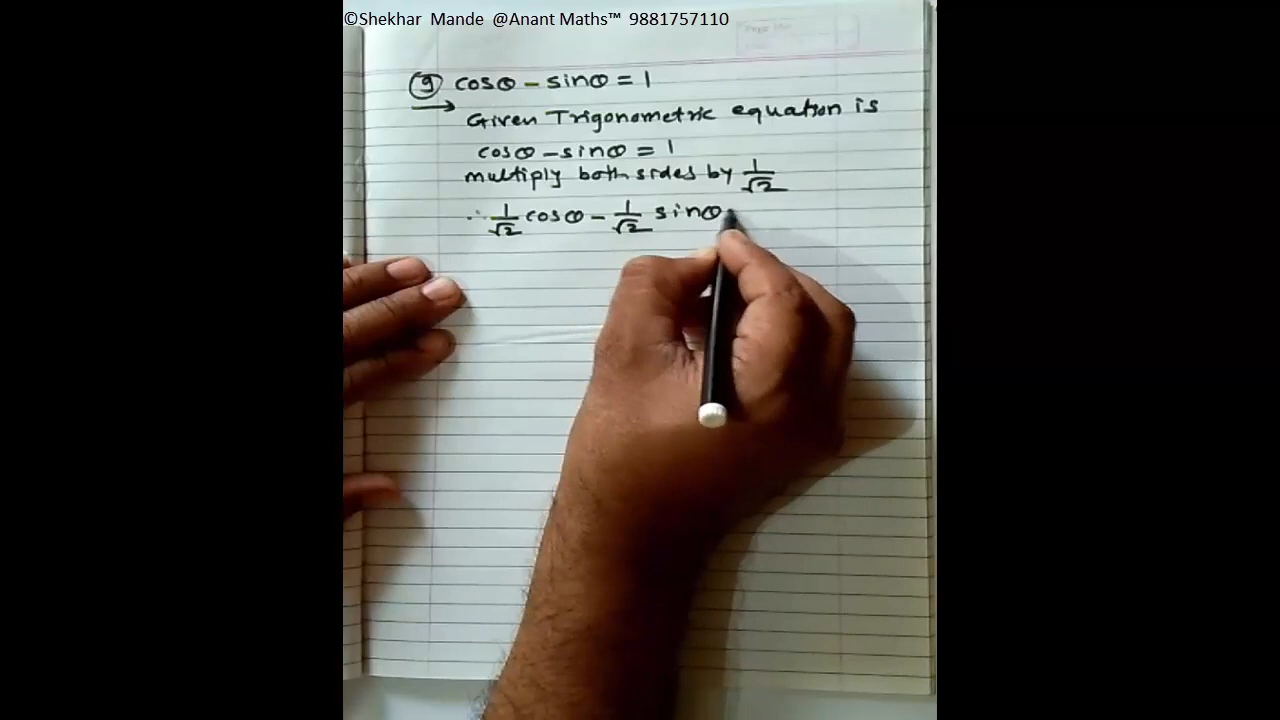 ©Shekhar Mande @Anant Maths™ 9881757110
⑨ cosθ - sinθ = 1
→ Given Trigonometric equation is
cosθ - sinθ = 1
multiply both sides by 1/√2
∴ 1/√2 cosθ - 1/√2 sinθ